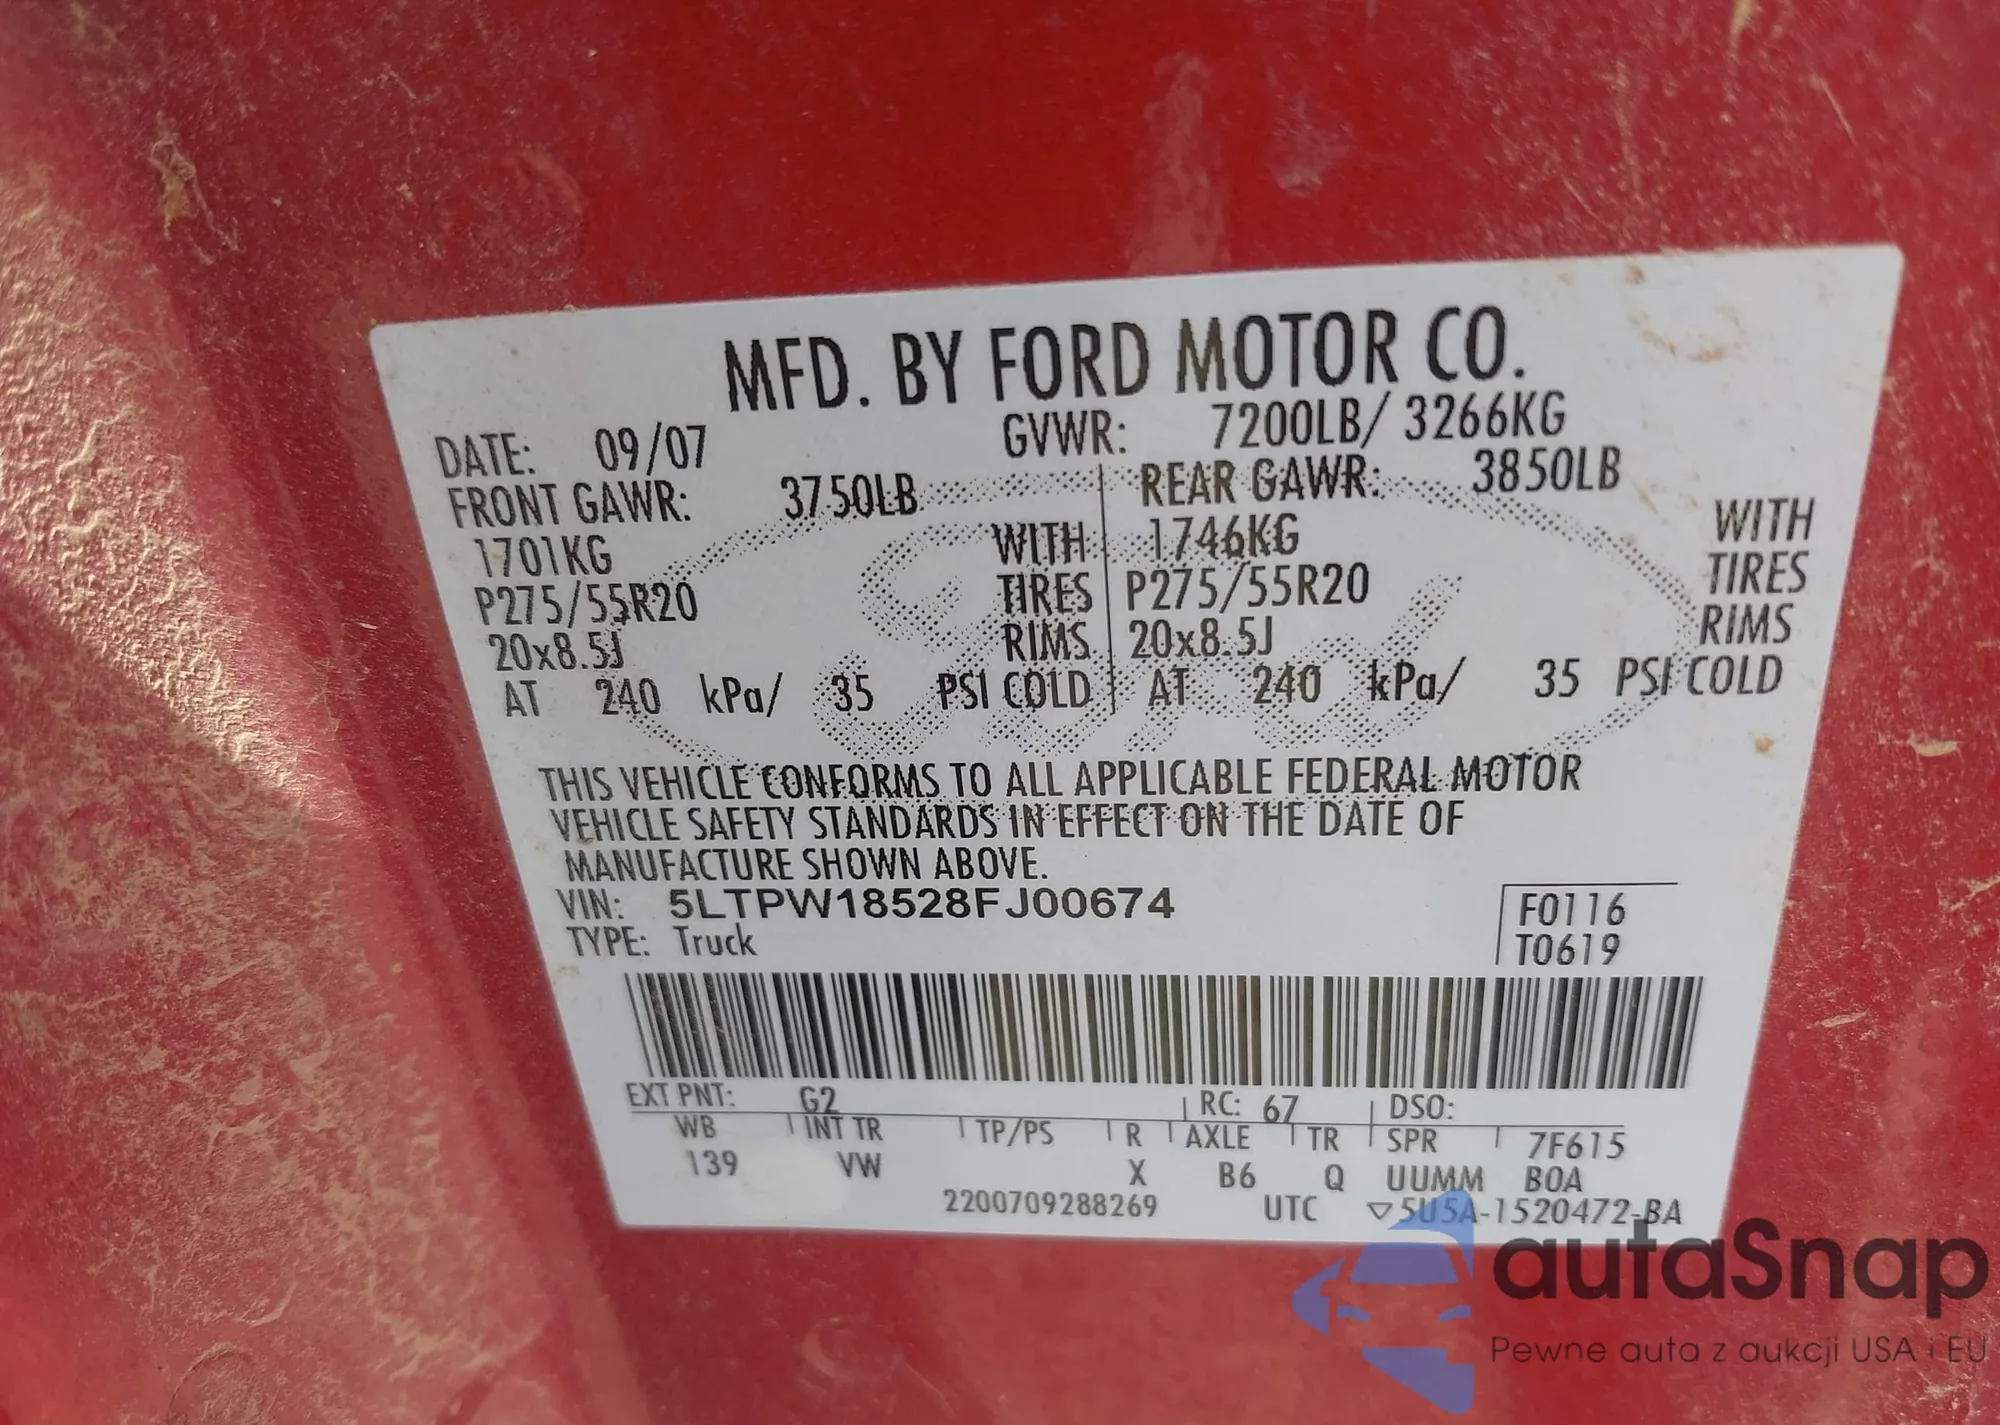 MFD. BY FORD MOTOR CO.
DATE: 09/07 GVWR: 7200LB/ 3266KG
FRONT GAWR: 3750LB REAR GAWR: 3850LB
1701KG WITH 1746KG WITH
P275/55R20 TIRES P275/55R20 TIRES
20x8.5J RIMS 20x8.5J RIMS
AT 240 kPa/ 35 PSI COLD AT 240 kPa/ 35 PSI COLD
THIS VEHICLE CONFORMS TO ALL APPLICABLE FEDERAL MOTOR
VEHICLE SAFETY STANDARDS IN EFFECT ON THE DATE OF
MANUFACTURE SHOWN ABOVE.
VIN: 5LTPW18528FJ00674 F0116
TYPE: Truck T0619
EXT PNT: G2 RC: 67 DSO:
WB INT TR TP/PS R AXLE TR SPR 7F615
139 VW X B6 Q UUMM B0A
2200709288269 UTC ▽5U5A-1520472-BA
autaSnap
Pewne auta z aukcji USA i EU